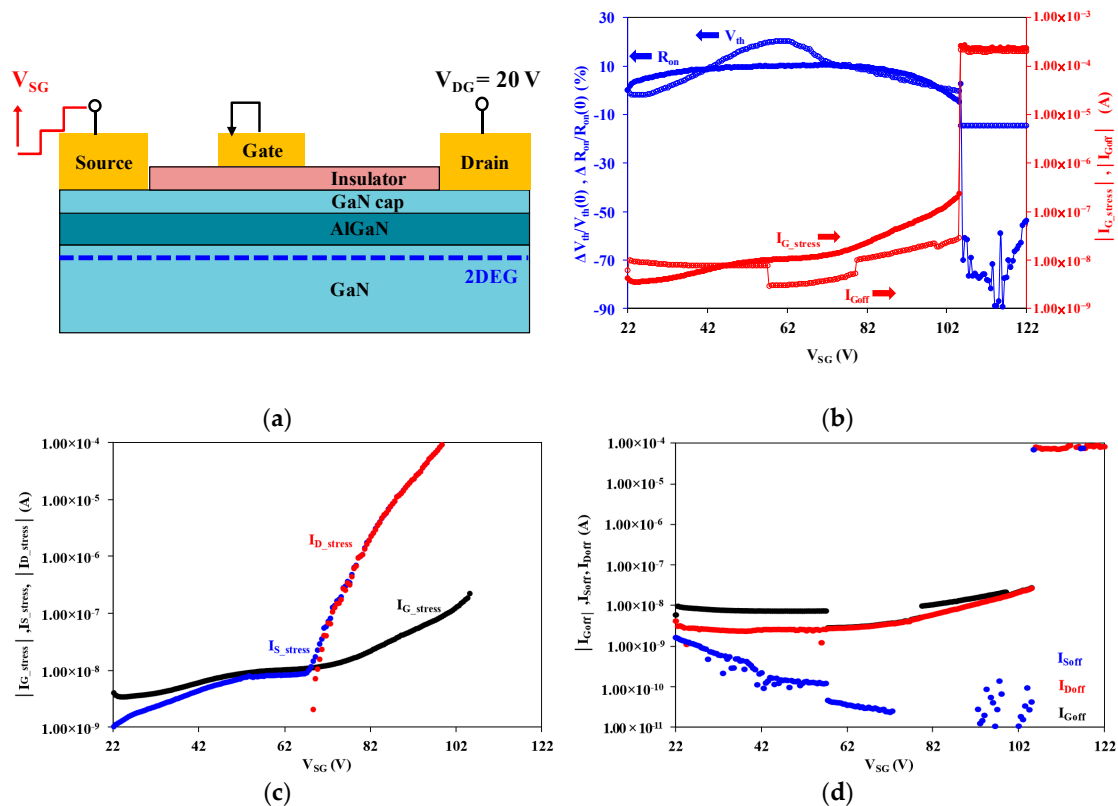 V_SG
V_DG = 20 V
Source
Gate
Drain
Insulator
GaN cap
AlGaN
2DEG
GaN
(a)
30
10
-10
-30
-50
-70
-90
ΔV_th/V_th(0) , Δ R_on/R_on(0) (%)
V_th
R_on
I_G_stress
I_Goff
1.00×10⁻³
1.00×10⁻⁴
1.00×10⁻⁵
1.00×10⁻⁶
1.00×10⁻⁷
1.00×10⁻⁸
1.00×10⁻⁹
|I_G_stress| , |I_Goff| (A)
22 42 62 82 102 122
V_SG (V)
(b)
1.00×10⁻⁴
1.00×10⁻⁵
1.00×10⁻⁶
1.00×10⁻⁷
1.00×10⁻⁸
1.00×10⁻⁹
|I_G_stress| ,I_S_stress, |I_D_stress| (A)
I_D_stress
I_G_stress
I_S_stress
22 42 62 82 102 122
V_SG (V)
(c)
1.00×10⁻⁴
1.00×10⁻⁵
1.00×10⁻⁶
1.00×10⁻⁷
1.00×10⁻⁸
1.00×10⁻⁹
1.00×10⁻¹⁰
1.00×10⁻¹¹
|I_Goff| ,I_Soff, I_Doff (A)
I_Soff
I_Doff
I_Goff
22 42 62 82 102 122
V_SG (V)
(d)